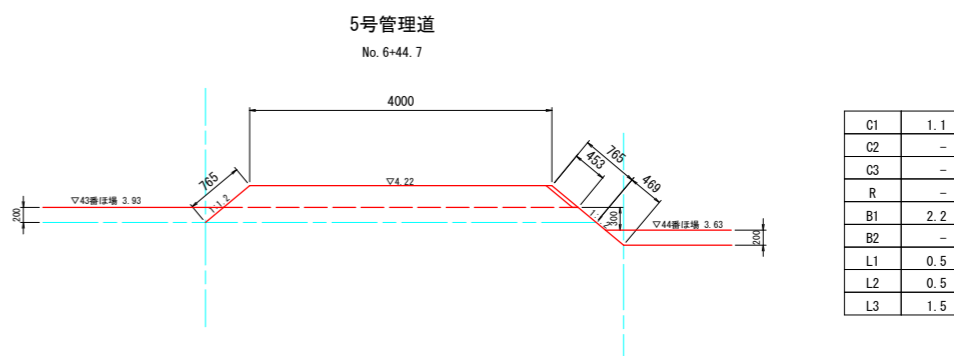 5号管理道
No. 6+44. 7
4000
765
▽4.22
▽43番ほ場 3.93
1:1.2
200
765
453
469
1:1.2
300
▽44番ほ場 3.63
200
C1 1. 1
C2 -
C3 -
R -
B1 2. 2
B2 -
L1 0. 5
L2 0. 5
L3 1. 5